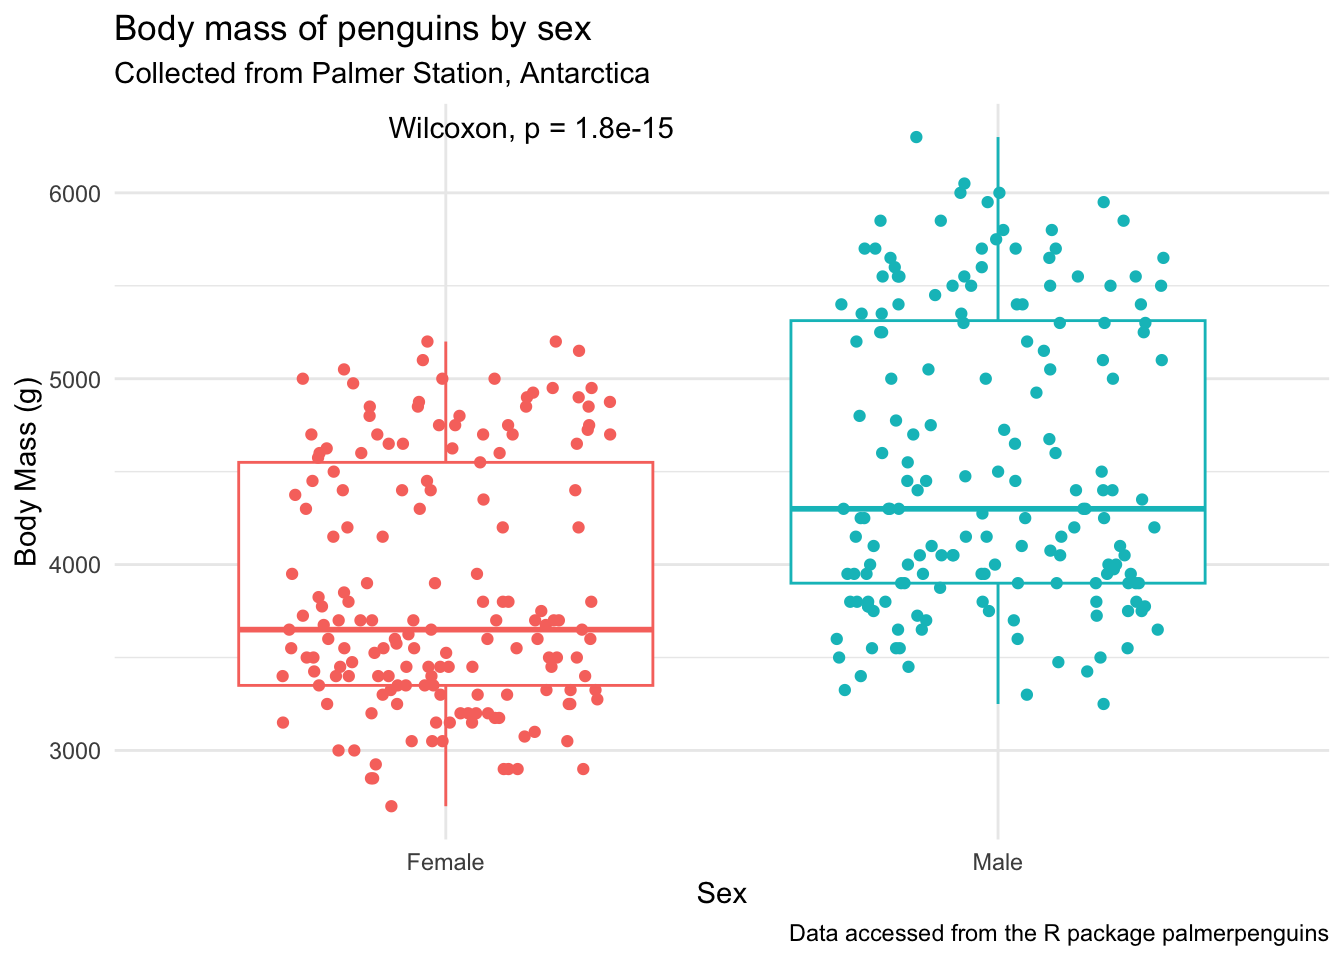 Body mass of penguins by sex
Collected from Palmer Station, Antarctica
Wilcoxon, p = 1.8e-15
6000
5000
4000
3000
Body Mass (g)
Female
Male
Sex
Data accessed from the R package palmerpenguins